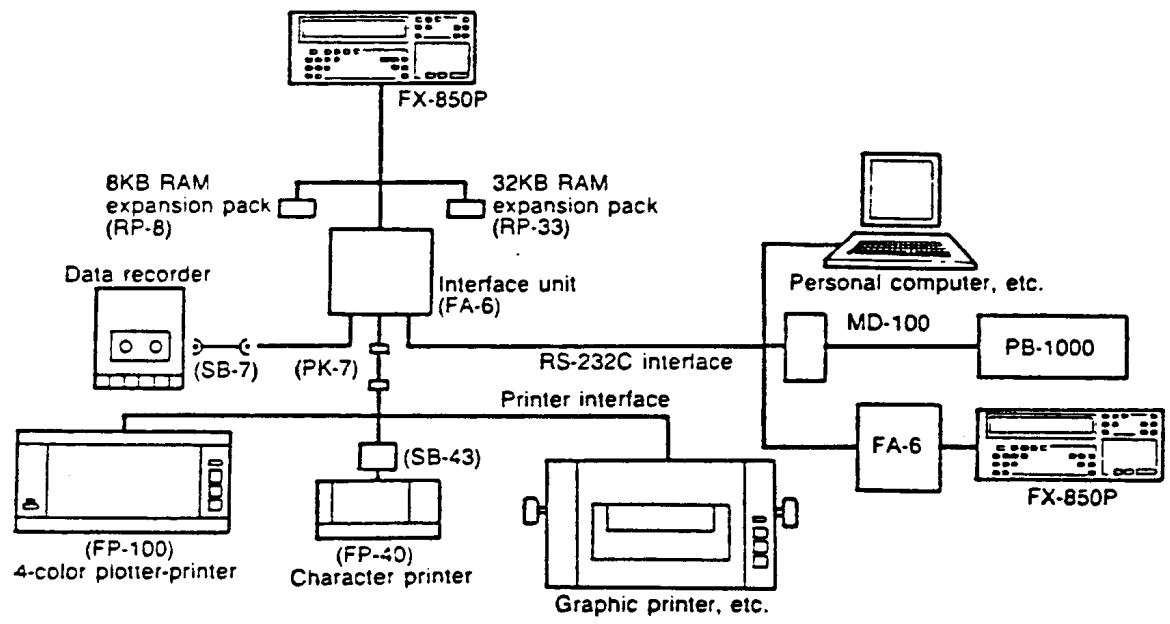 FX-850P
8KB RAM
expansion pack
(RP-8)
32KB RAM
expansion pack
(RP-33)
Data recorder
Interface unit
(FA-6)
Personal computer, etc.
MD-100
PB-1000
(SB-7)
(PK-7)
RS-232C interface
Printer interface
(SB-43)
FA-6
FX-850P
(FP-100)
4-color plotter-printer
(FP-40)
Character printer
Graphic printer, etc.